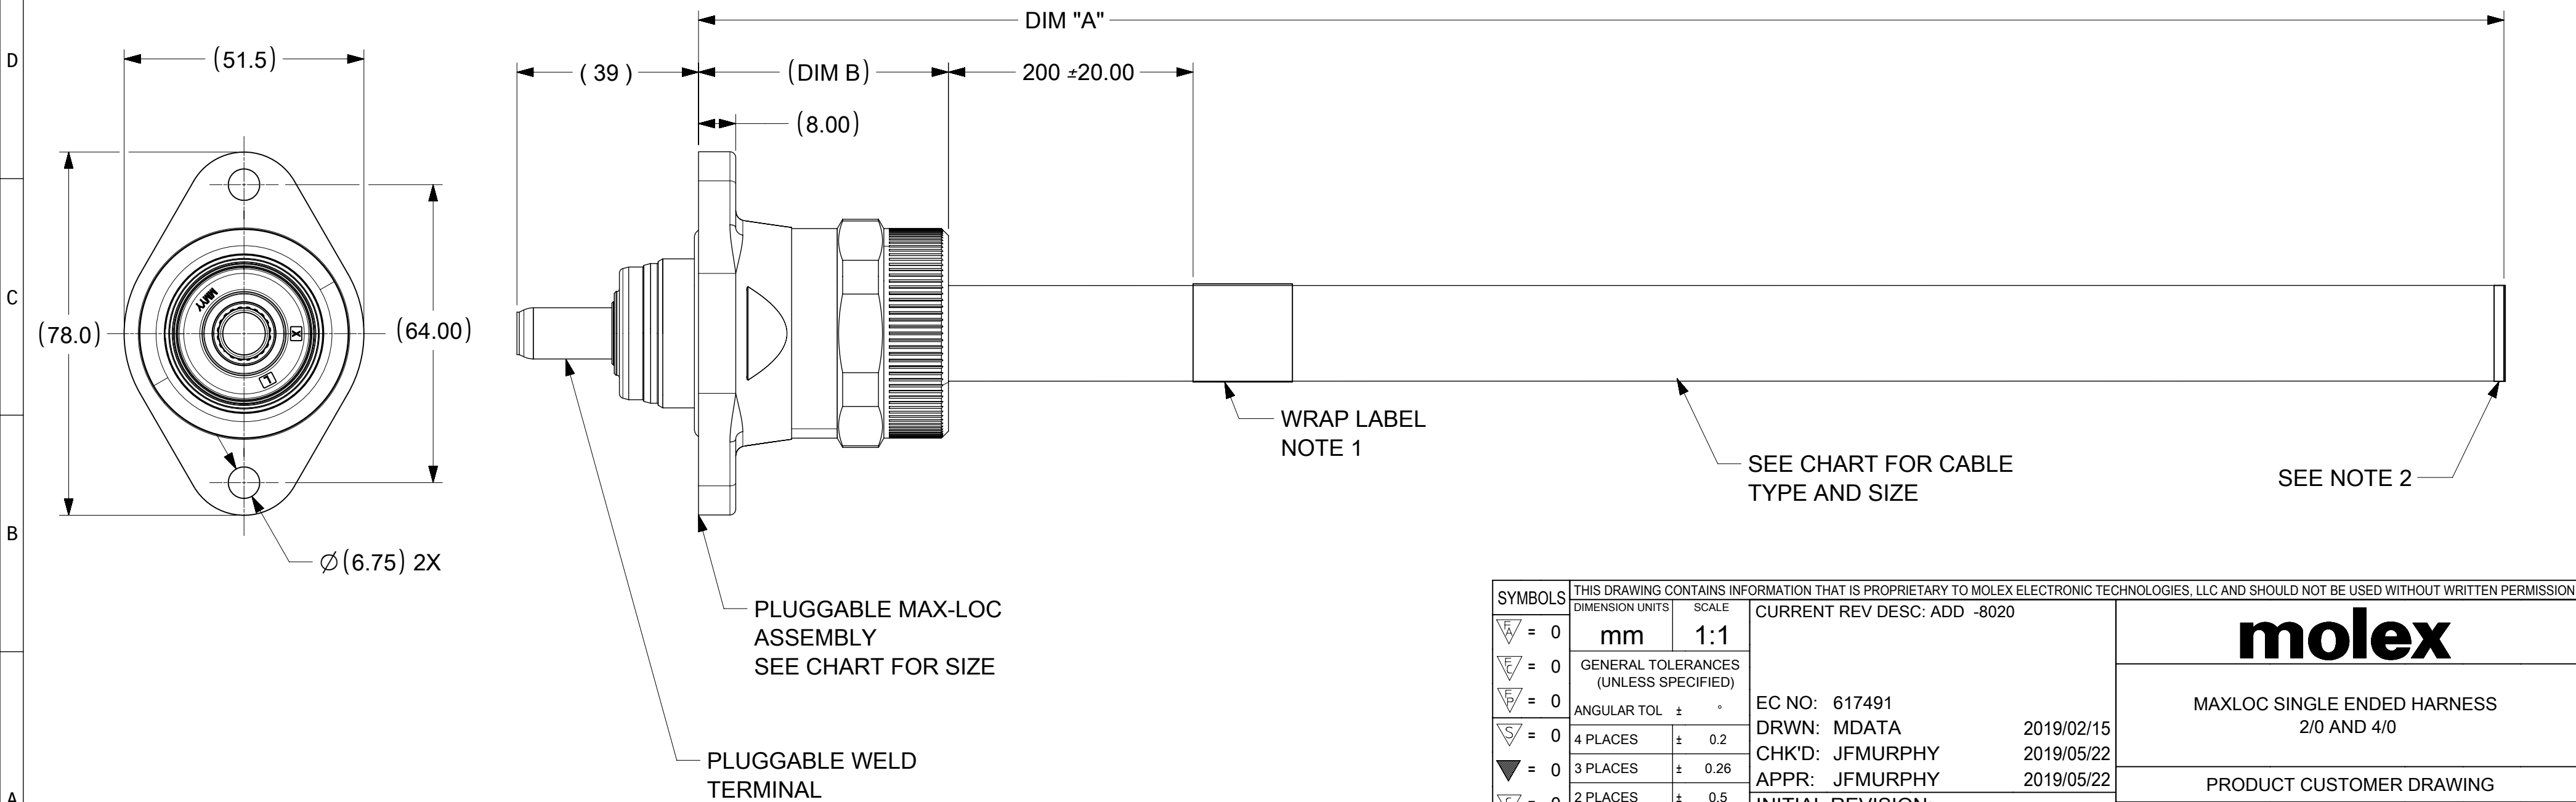 DIM "A"
D
(51.5)
( 39 )
(DIM B)
200 ±20.00
(8.00)
C
(78.0)
(64.00)
MMYY
X
L
WRAP LABEL
NOTE 1
SEE CHART FOR CABLE
TYPE AND SIZE
SEE NOTE 2
B
∅(6.75) 2X
PLUGGABLE MAX-LOC
ASSEMBLY
SEE CHART FOR SIZE
PLUGGABLE WELD
TERMINAL
A
SYMBOLS
THIS DRAWING CONTAINS INFORMATION THAT IS PROPRIETARY TO MOLEX ELECTRONIC TECHNOLOGIES, LLC AND SHOULD NOT BE USED WITHOUT WRITTEN PERMISSION
F A = 0
F C = 0
F P = 0
S = 0
= 0
DIMENSION UNITS
mm
SCALE
1:1
GENERAL TOLERANCES
(UNLESS SPECIFIED)
ANGULAR TOL ± °
4 PLACES ± 0.2
3 PLACES ± 0.26
2 PLACES ± 0.5
CURRENT REV DESC: ADD -8020
EC NO: 617491
DRWN: MDATA 2019/02/15
CHK'D: JFMURPHY 2019/05/22
APPR: JFMURPHY 2019/05/22
INITIAL REVISION
molex
MAXLOC SINGLE ENDED HARNESS
2/0 AND 4/0
PRODUCT CUSTOMER DRAWING